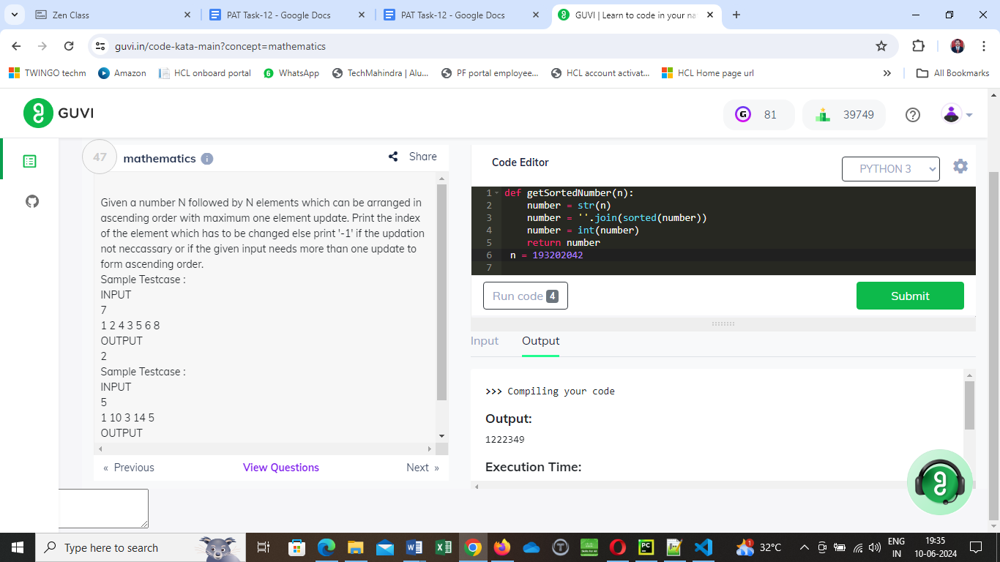 Zen Class
PAT Task-12 - Google Docs
PAT Task-12 - Google Docs
GUVI | Learn to code in your na
guvi.in/code-kata-main?concept=mathematics
TWINGO techm
Amazon
HCL onboard portal
6
WhatsApp
TechMahindra | Alu...
PF portal employee...
HCL account activat...
HCL Home page url
All Bookmarks
GUVI
G 81
39749
47
mathematics
Share
Given a number N followed by N elements which can be arranged in
ascending order with maximum one element update. Print the index
of the element which has to be changed else print '-1' if the updation
not neccassary or if the given input needs more than one update to
form ascending order.
Sample Testcase :
INPUT
7
1 2 4 3 5 6 8
OUTPUT
2
Sample Testcase :
INPUT
5
1 10 3 14 5
OUTPUT
« Previous
View Questions
Next »
Code Editor
PYTHON 3
1 def getSortedNumber(n):
2 number = str(n)
3 number = ''.join(sorted(number))
4 number = int(number)
5 return number
6 n = 193202042
7
Run code 4
Submit
Input
Output
>>> Compiling your code
Output:
1222349
Execution Time:
Type here to search
1
32°C
ENG
IN
19:35
10-06-2024